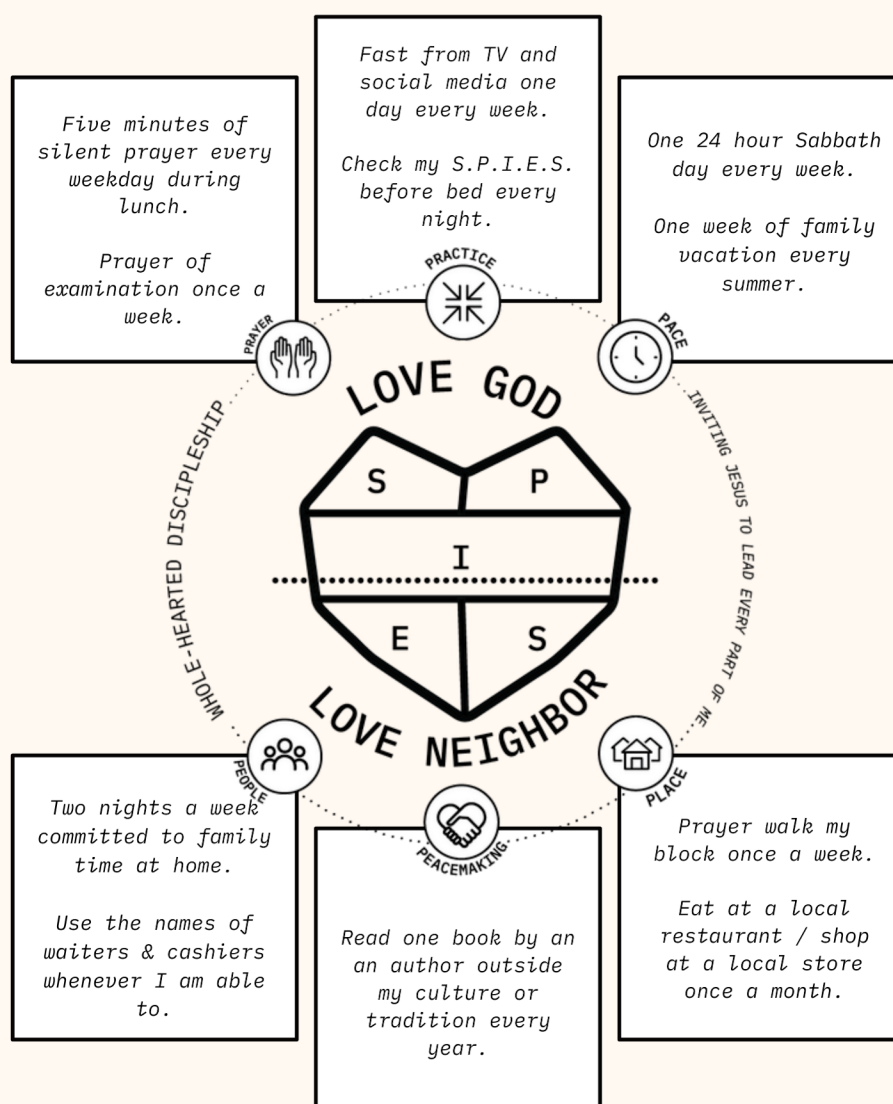 Five minutes of
silent prayer every
weekday during
lunch.
Prayer of
examination once a
week.
PRAYER
Fast from TV and
social media one
day every week.
Check my S.P.I.E.S.
before bed every
night.
PRACTICE
One 24 hour Sabbath
day every week.
One week of family
vacation every
summer.
PACE
LOVE GOD
WHOLE-HEARTED DISCIPLESHIP
INVITING JESUS TO LEAD EVERY PART OF ME
S P
I
E S
LOVE NEIGHBOR
PEOPLE
Two nights a week
committed to family
time at home.
Use the names of
waiters & cashiers
whenever I am able
to.
PEACEMAKING
Read one book by an
an author outside
my culture or
tradition every
year.
PLACE
Prayer walk my
block once a week.
Eat at a local
restaurant / shop
at a local store
once a month.